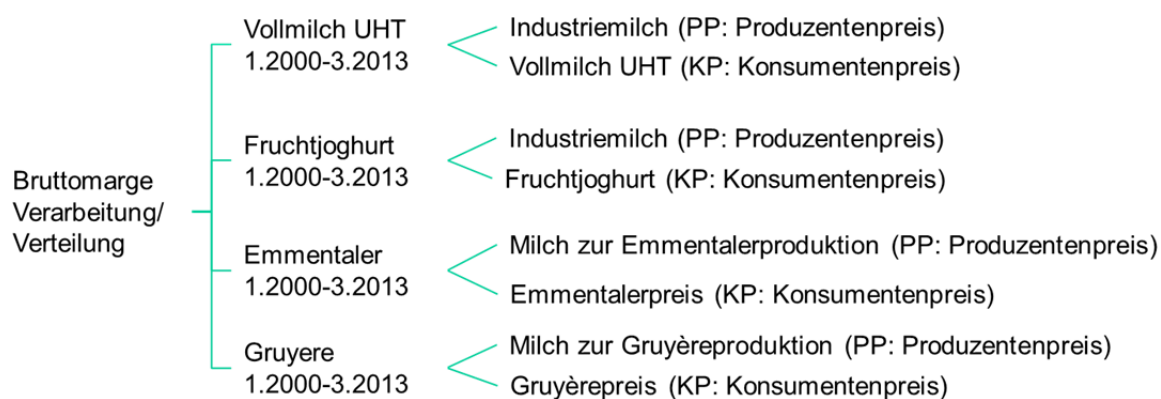 Bruttomarge
Verarbeitung/
Verteilung
Vollmilch UHT
1.2000-3.2013
Industriemilch (PP: Produzentenpreis)
Vollmilch UHT (KP: Konsumentenpreis)
Fruchtjoghurt
1.2000-3.2013
Industriemilch (PP: Produzentenpreis)
Fruchtjoghurt (KP: Konsumentenpreis)
Emmentaler
1.2000-3.2013
Milch zur Emmentalerproduktion (PP: Produzentenpreis)
Emmentalerpreis (KP: Konsumentenpreis)
Gruyere
1.2000-3.2013
Milch zur Gruyèreproduktion (PP: Produzentenpreis)
Gruyèrepreis (KP: Konsumentenpreis)